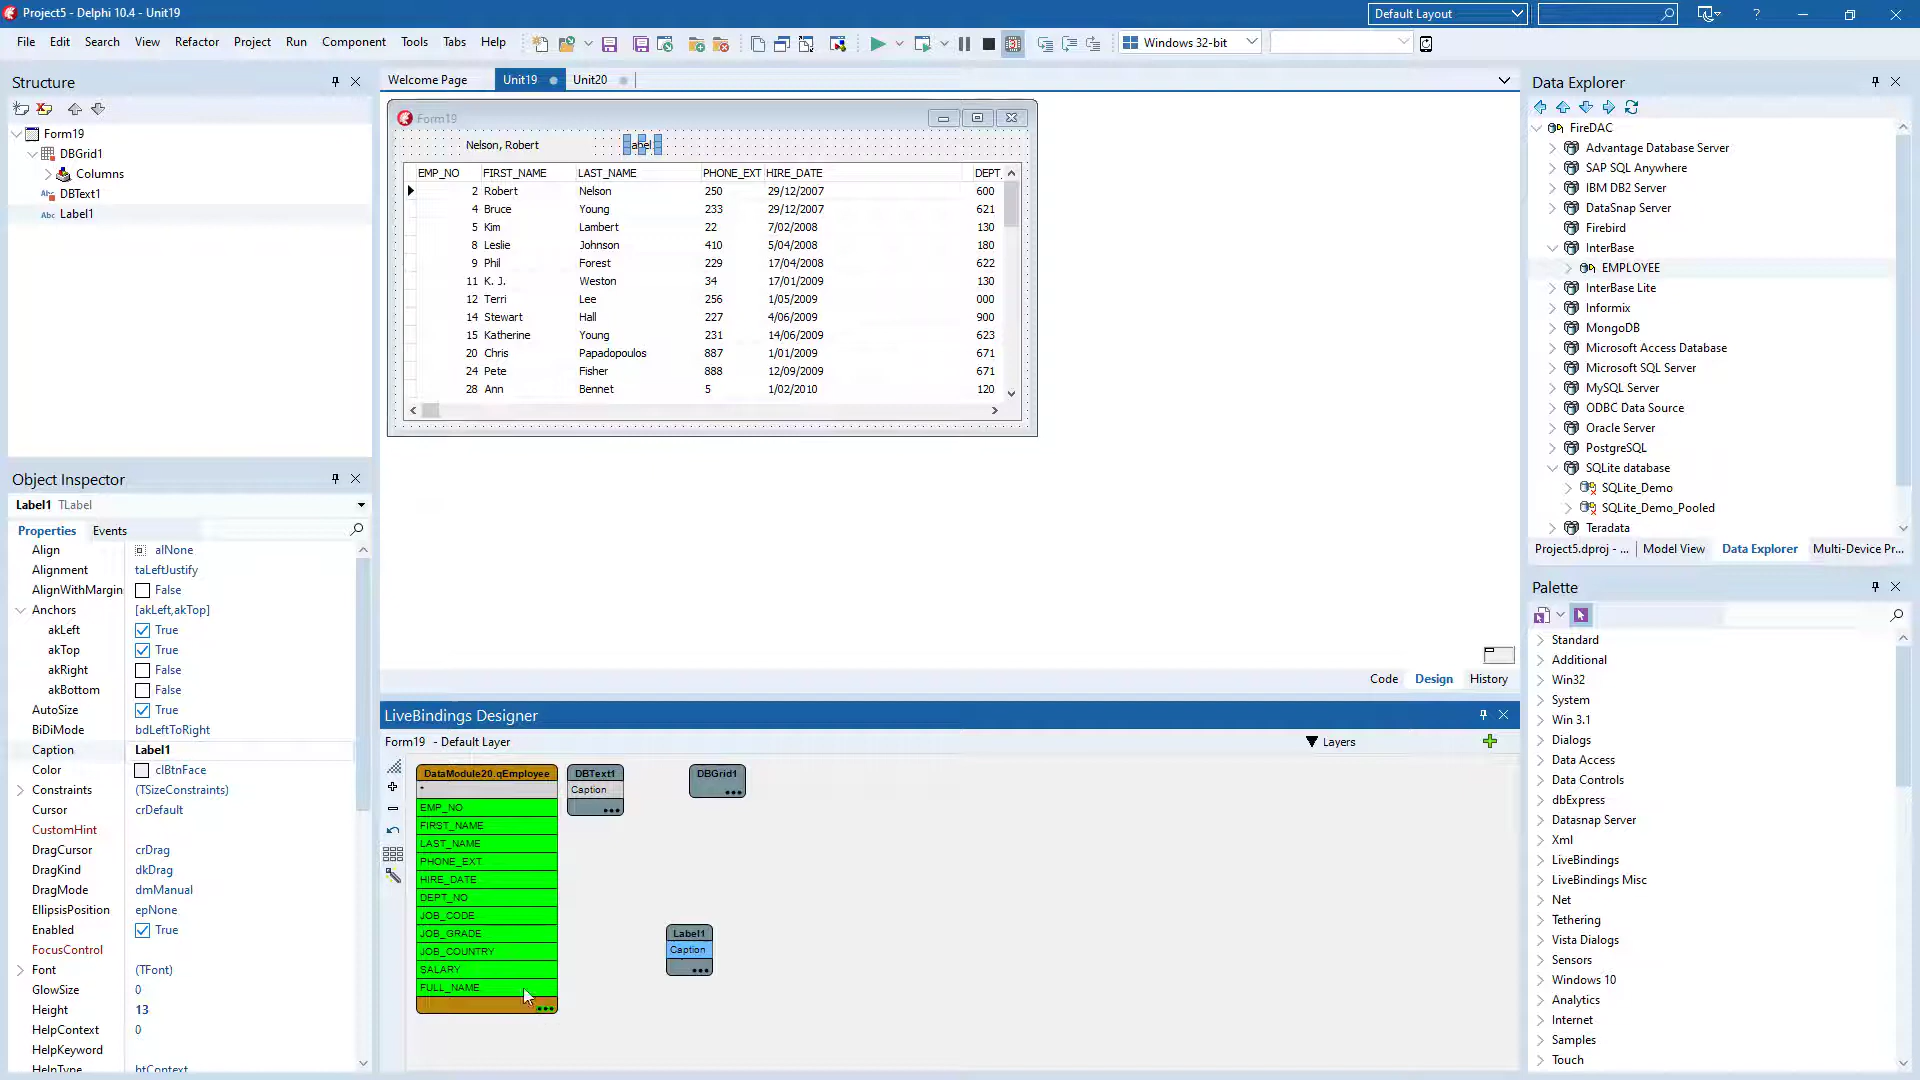 Project5 - Delphi 10.4 - Unit19
Default Layout
?
File Edit Search View Refactor Project Run Component Tools Tabs Help
Windows 32-bit
Structure
Form19
DBGrid1
Columns
DBText1
Label1
Object Inspector
Label1 TLabel
Properties Events
Align alNone
Alignment taLeftJustify
AlignWithMargin False
Anchors [akLeft,akTop]
akLeft True
akTop True
akRight False
akBottom False
AutoSize True
BiDiMode bdLeftToRight
Caption Label1
Color clBtnFace
Constraints (TSizeConstraints)
Cursor crDefault
CustomHint
DragCursor crDrag
DragKind dkDrag
DragMode dmManual
EllipsisPosition epNone
Enabled True
FocusControl
Font (TFont)
GlowSize 0
Height 13
HelpContext 0
HelpKeyword
HelpType htContext
Welcome Page Unit19 Unit20
Form19
Nelson, Robert
EMP_NO FIRST_NAME LAST_NAME PHONE_EXT HIRE_DATE DEPT_
2 Robert Nelson 250 29/12/2007 600
4 Bruce Young 233 29/12/2007 621
5 Kim Lambert 22 7/02/2008 130
8 Leslie Johnson 410 5/04/2008 180
9 Phil Forest 229 17/04/2008 622
11 K. J. Weston 34 17/01/2009 130
12 Terri Lee 256 1/05/2009 000
14 Stewart Hall 227 4/06/2009 900
15 Katherine Young 231 14/06/2009 623
20 Chris Papadopoulos 887 1/01/2009 671
24 Pete Fisher 888 12/09/2009 671
28 Ann Bennet 5 1/02/2010 120
Code Design History
LiveBindings Designer
Form19 - Default Layer
Layers
DataModule20.qEmployee
*
EMP_NO
FIRST_NAME
LAST_NAME
PHONE_EXT
HIRE_DATE
DEPT_NO
JOB_CODE
JOB_GRADE
JOB_COUNTRY
SALARY
FULL_NAME
DBText1
Caption
DBGrid1
Label1
Caption
Data Explorer
FireDAC
Advantage Database Server
SAP SQL Anywhere
IBM DB2 Server
DataSnap Server
Firebird
InterBase
EMPLOYEE
InterBase Lite
Informix
MongoDB
Microsoft Access Database
Microsoft SQL Server
MySQL Server
ODBC Data Source
Oracle Server
PostgreSQL
SQLite database
SQLite_Demo
SQLite_Demo_Pooled
Teradata
Project5.dproj - ... Model View Data Explorer Multi-Device Pr...
Palette
Standard
Additional
Win32
System
Win 3.1
Dialogs
Data Access
Data Controls
dbExpress
Datasnap Server
Xml
LiveBindings
LiveBindings Misc
Net
Tethering
Vista Dialogs
Sensors
Windows 10
Analytics
Internet
Samples
Touch